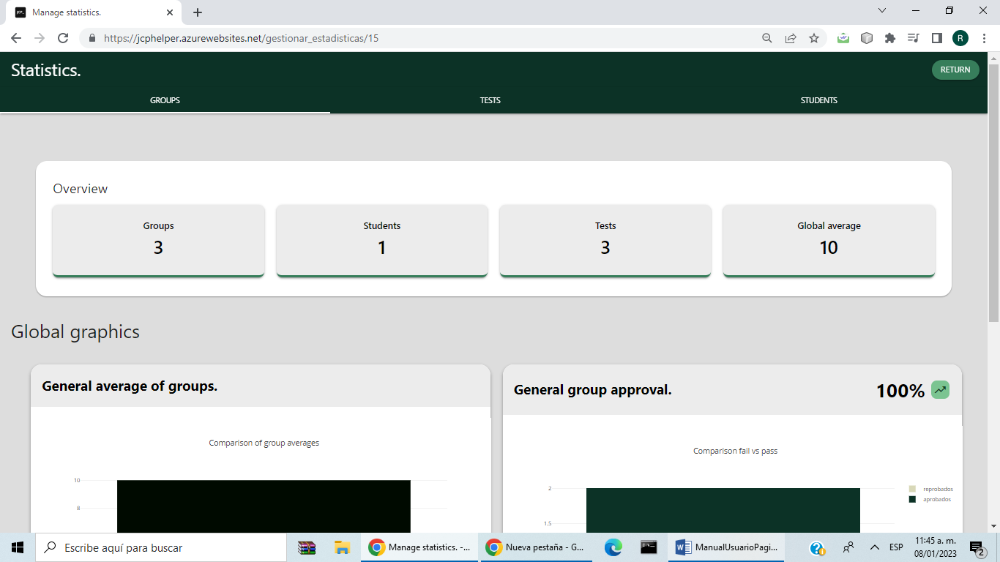 Manage statistics.
https://jcphelper.azurewebsites.net/gestionar_estadisticas/15
R
Statistics.
RETURN
GROUPS TESTS STUDENTS
Overview
Groups Students Tests Global average
3 1 3 10
Global graphics
General average of groups.
General group approval. 100%
Comparison of group averages
Comparison fail vs pass
10
8
2
1.5
reprobados
aprobados
Escribe aquí para buscar
Manage statistics. -...
Nueva pestaña - G...
ManualUsuarioPagi...
ESP
11:45 a. m.
08/01/2023
2